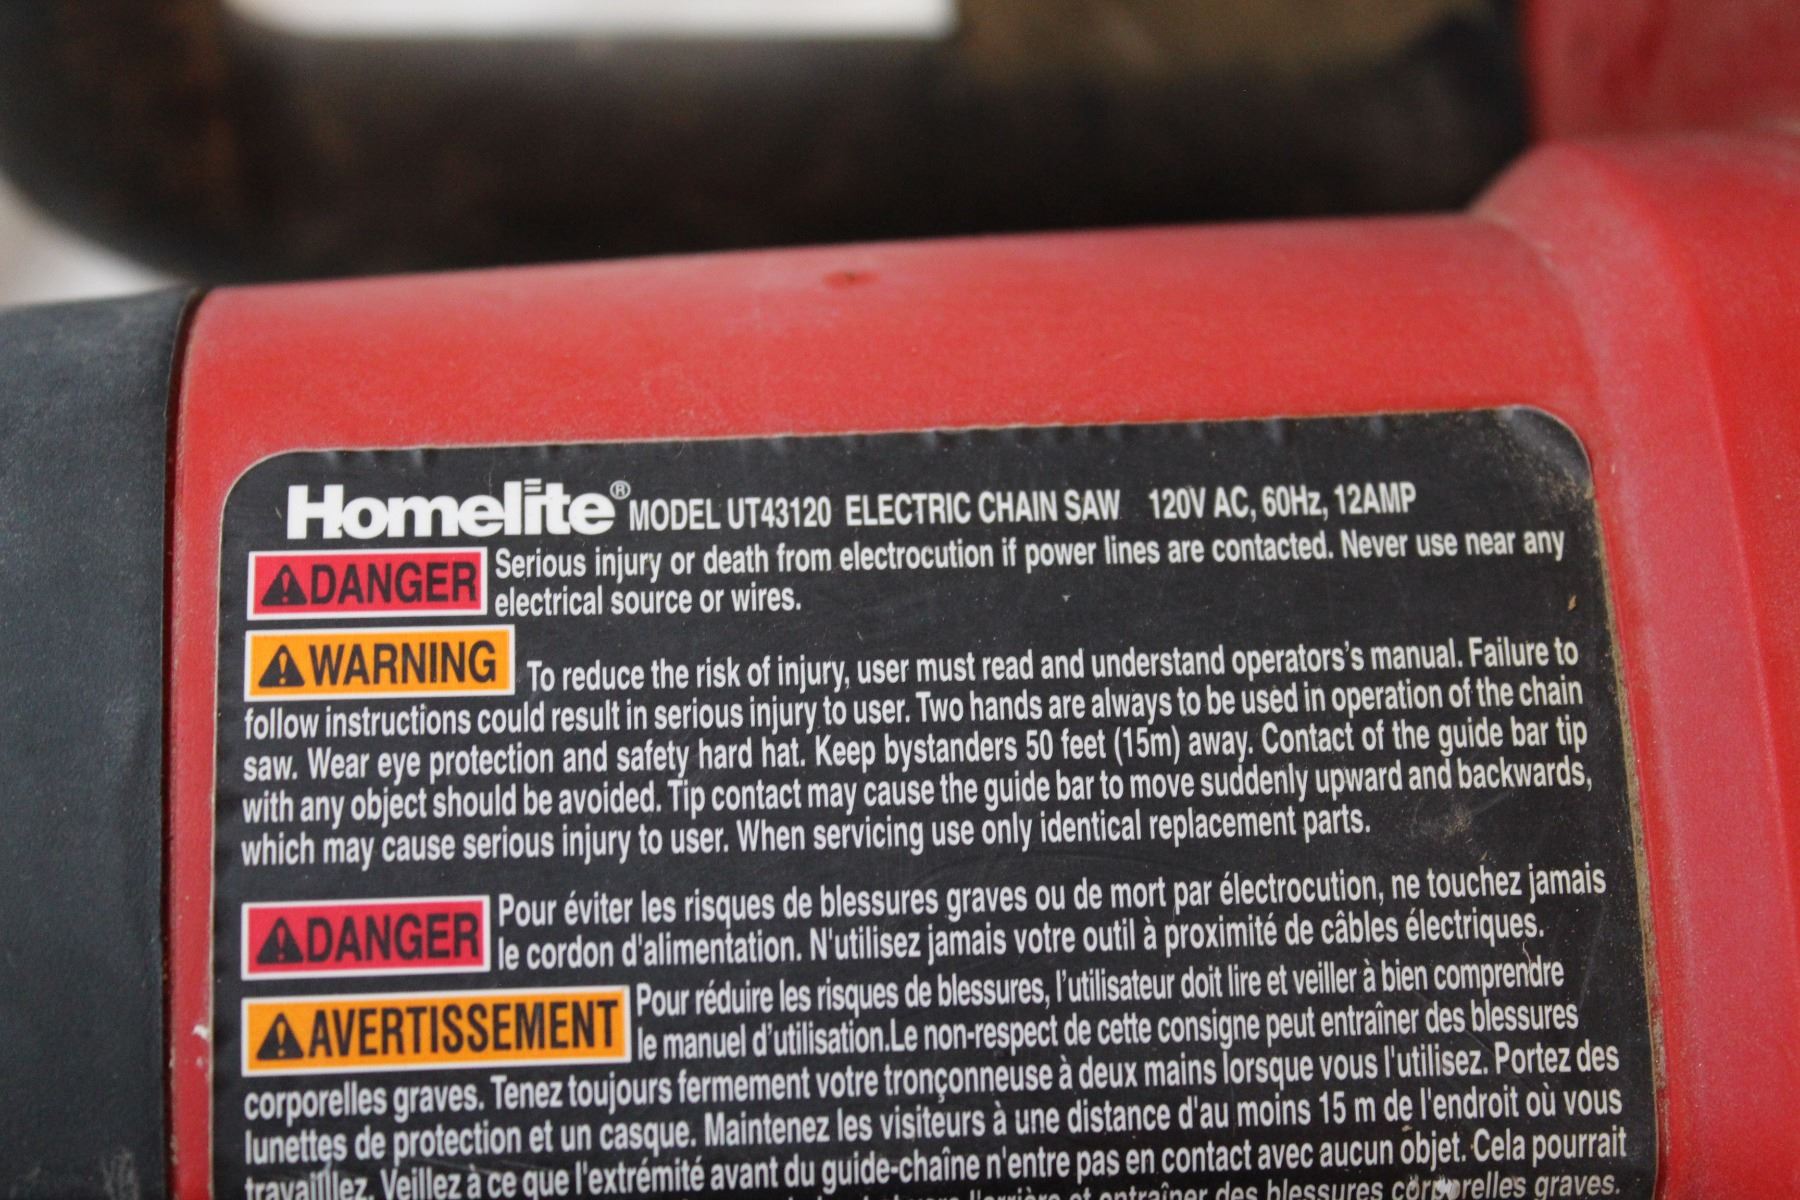 Homelite® MODEL UT43120 ELECTRIC CHAIN SAW 120V AC, 60Hz, 12AMP
DANGER Serious injury or death from electrocution if power lines are contacted. Never use near any
electrical source or wires.
WARNING To reduce the risk of injury, user must read and understand operators's manual. Failure to
follow instructions could result in serious injury to user. Two hands are always to be used in operation of the chain
saw. Wear eye protection and safety hard hat. Keep bystanders 50 feet (15m) away. Contact of the guide bar tip
with any object should be avoided. Tip contact may cause the guide bar to move suddenly upward and backwards,
which may cause serious injury to user. When servicing use only identical replacement parts.
DANGER Pour éviter les risques de blessures graves ou de mort par électrocution, ne touchez jamais
le cordon d'alimentation. N'utilisez jamais votre outil à proximité de câbles électriques.
AVERTISSEMENT Pour réduire les risques de blessures, l'utilisateur doit lire et veiller à bien comprendre
le manuel d'utilisation.Le non-respect de cette consigne peut entraîner des blessures
corporelles graves. Tenez toujours fermement votre tronçonneuse à deux mains lorsque vous l'utilisez. Portez des
lunettes de protection et un casque. Maintenez les visiteurs à une distance d'au moins 15 m de l'endroit où vous
travaillez. Veillez à ce que l'extrémité avant du guide-chaîne n'entre pas en contact avec aucun objet. Cela pourrait
l'arrière et entraîner des blessures corporelles graves.